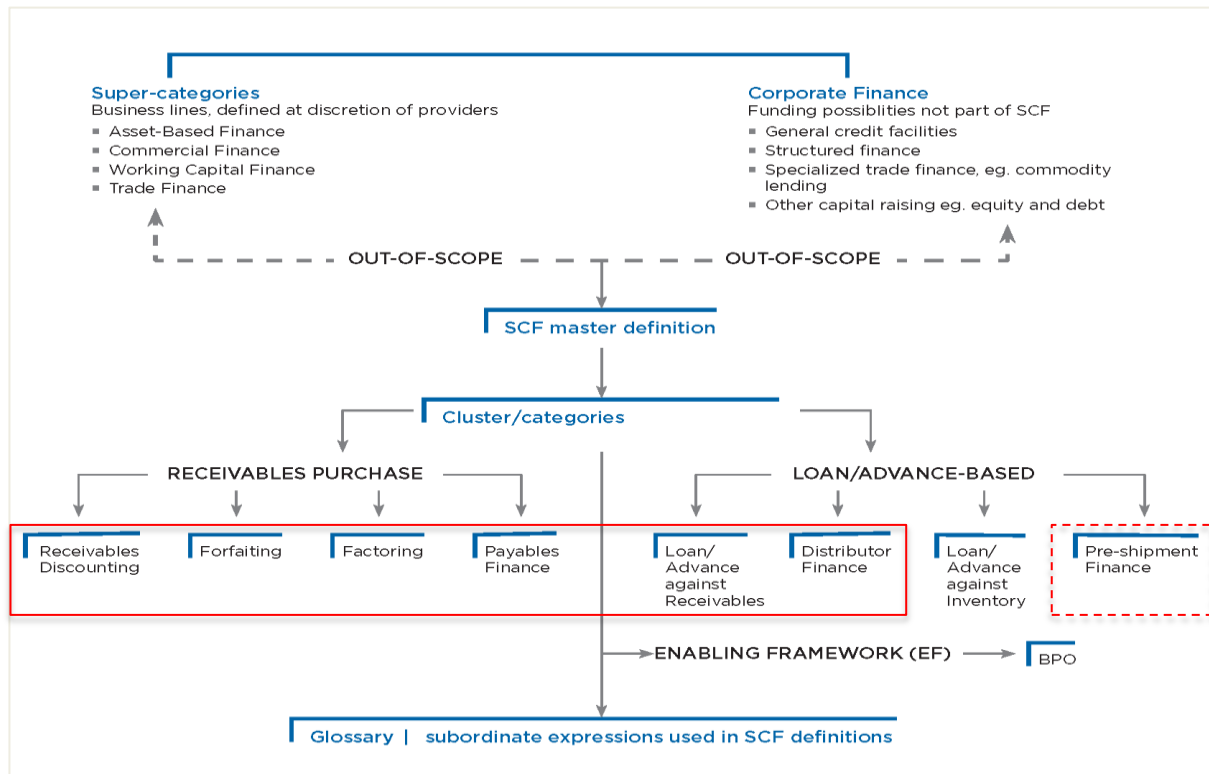 Super-categories
Business lines, defined at discretion of providers
Asset-Based Finance
Commercial Finance
Working Capital Finance
Trade Finance
Corporate Finance
Funding possiblities not part of SCF
General credit facilities
Structured finance
Specialized trade finance, eg. commodity
lending
Other capital raising eg. equity and debt
OUT-OF-SCOPE
OUT-OF-SCOPE
SCF master definition
Cluster/categories
RECEIVABLES PURCHASE
LOAN/ADVANCE-BASED
Receivables
Discounting
Forfaiting
Factoring
Payables
Finance
Loan/
Advance
against
Receivables
Distributor
Finance
Loan/
Advance
against
Inventory
Pre-shipment
Finance
ENABLING FRAMEWORK (EF)
BPO
Glossary | subordinate expressions used in SCF definitions